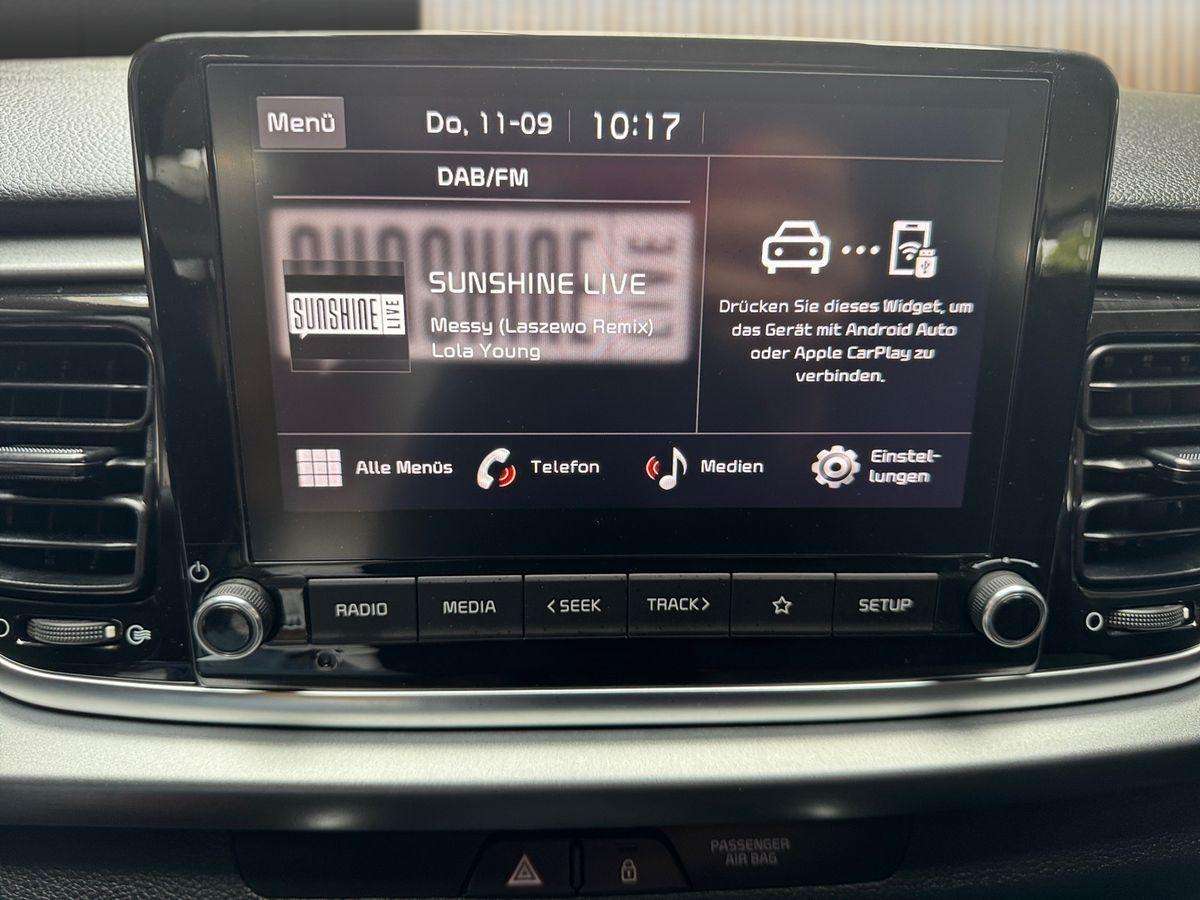 Menü
Do, 11-09
10:17
DAB/FM
SUNSHINE LIVE
SUNSHINE LIVE
SUNSHINE LIVE
Messy (Laszewo Remix)
Lola Young
Drücken Sie dieses Widget, um
das Gerät mit Android Auto
oder Apple CarPlay zu
verbinden.
Alle Menüs
Telefon
Medien
Einstel-
lungen
RADIO
MEDIA
<SEEK
TRACK>
SETUP
PASSENGER
AIR BAG